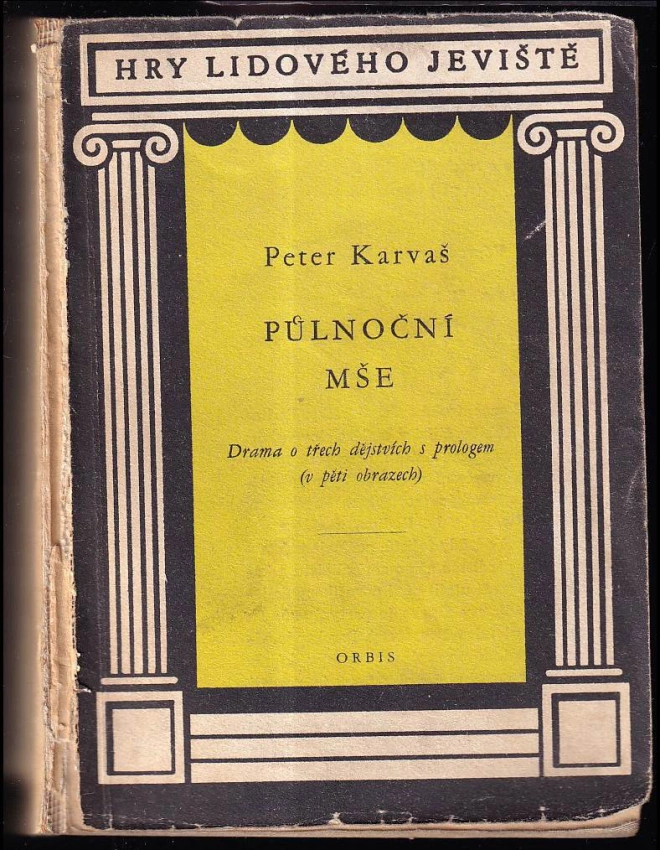 HRY LIDOVÉHO JEVIŠTĚ
Peter Karvaš
PŮLNOČNÍ
MŠE
Drama o třech dějstvích s prologem
(v pěti obrazech)
ORBIS